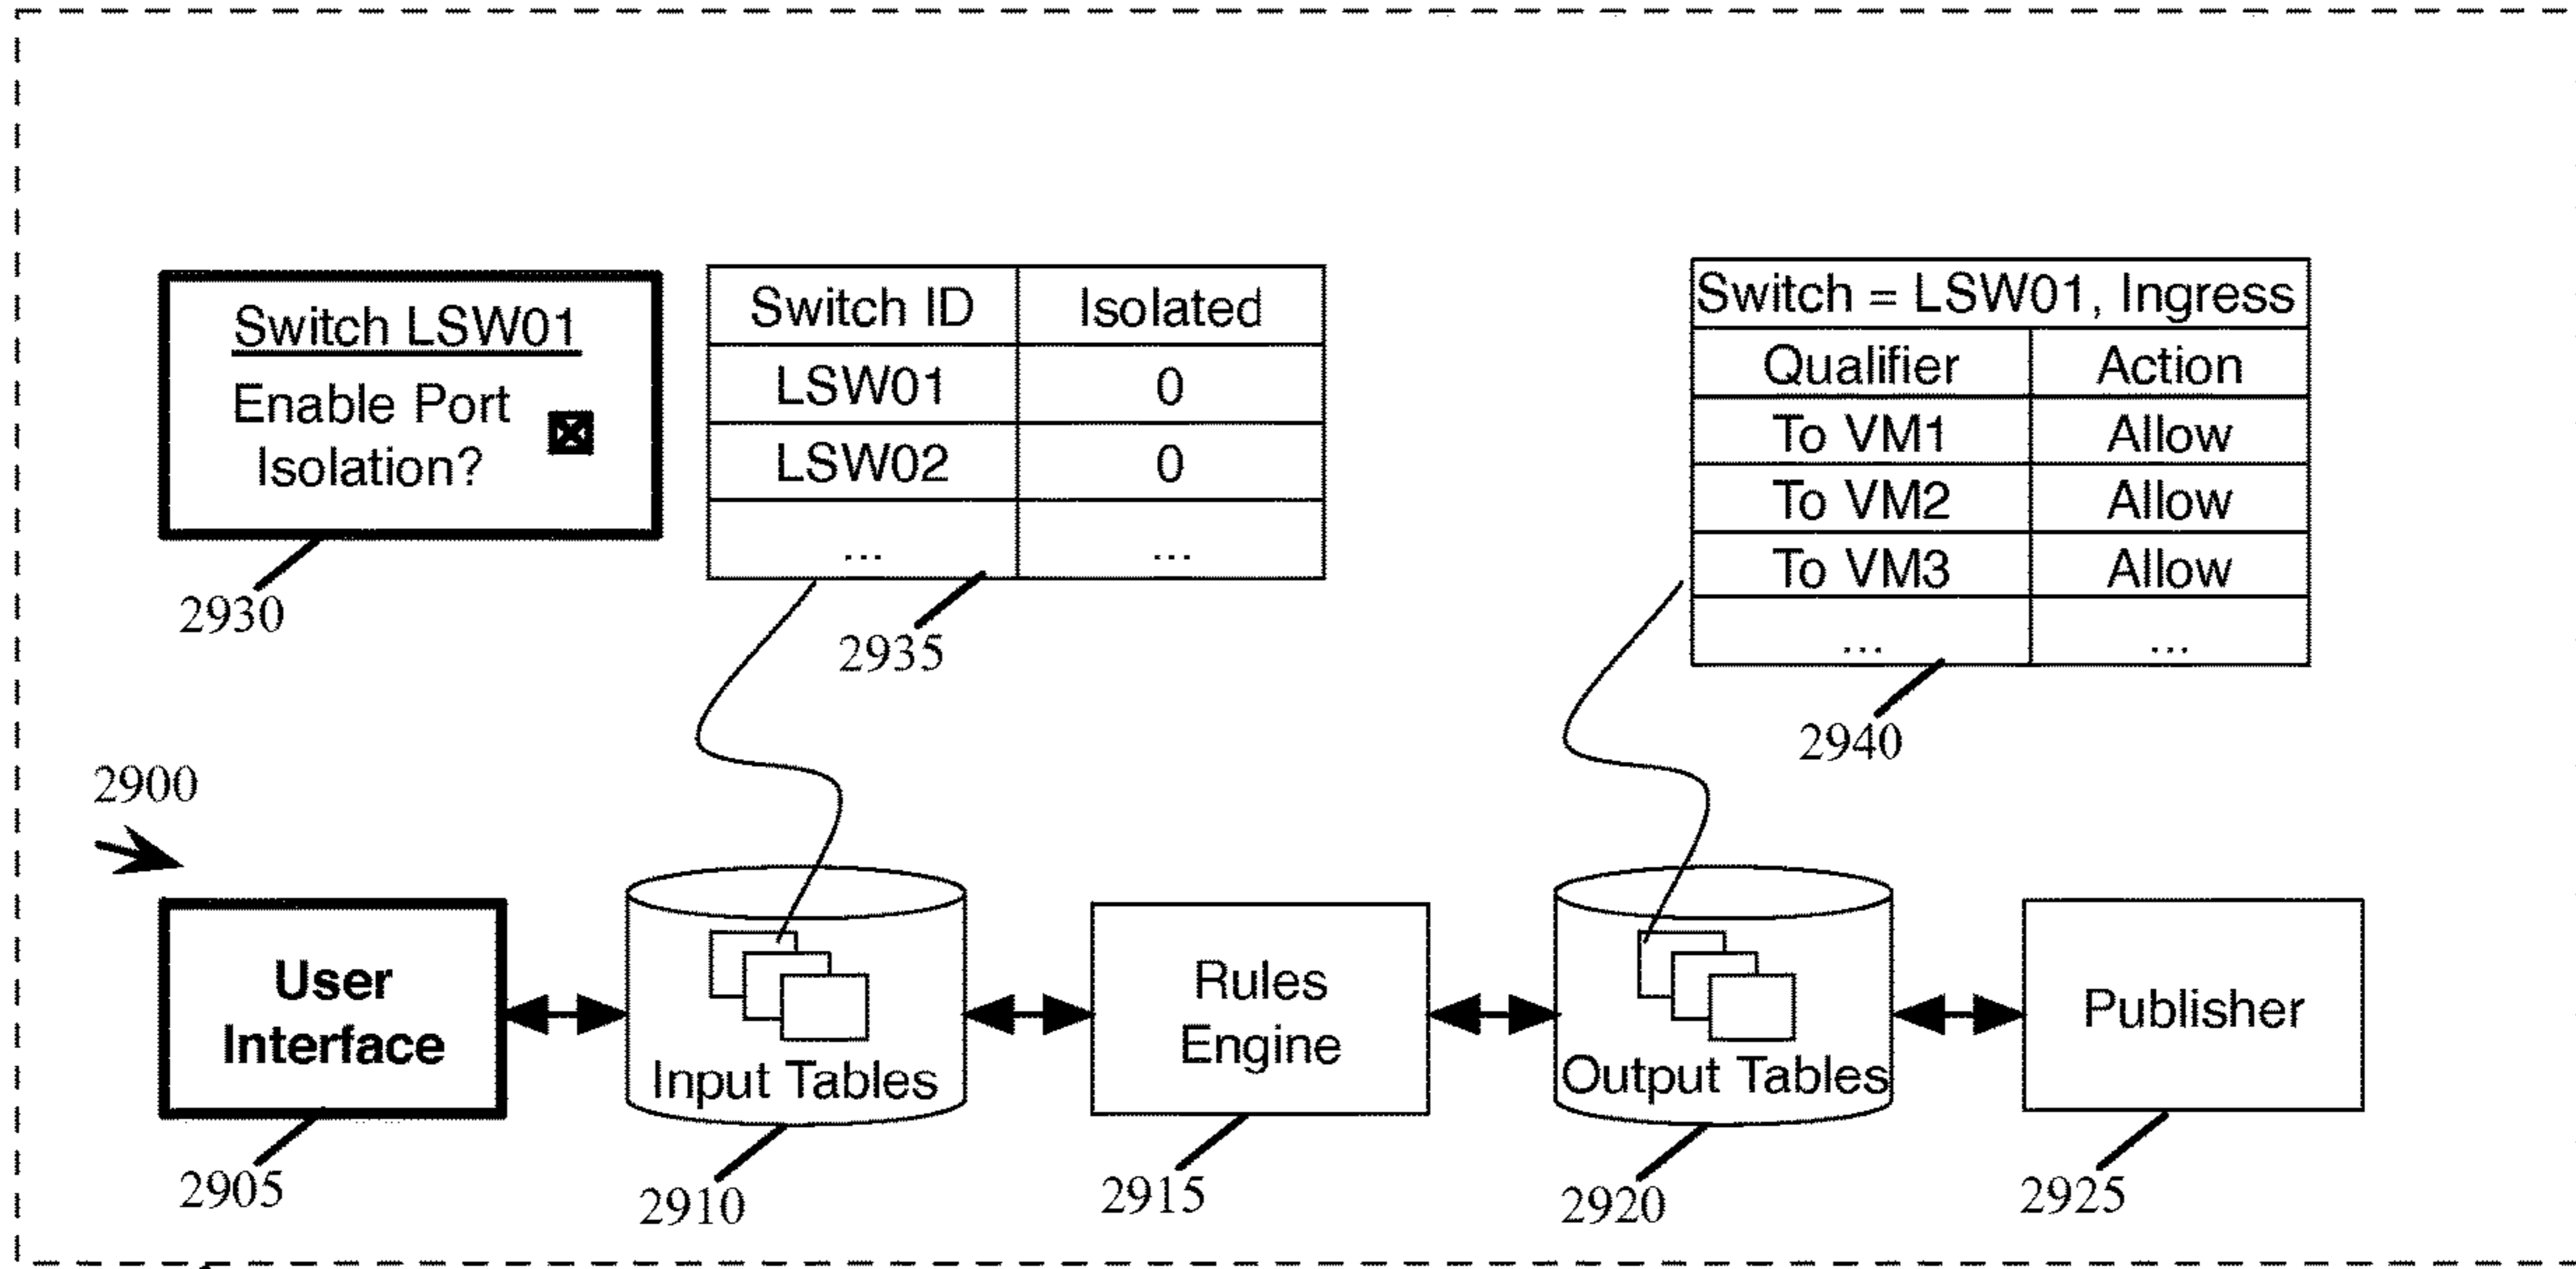 Switch LSW01
Enable Port
Isolation?
2930
Switch ID Isolated
LSW01 0
LSW02 0
... ...
2935
Switch = LSW01, Ingress
Qualifier Action
To VM1 Allow
To VM2 Allow
To VM3 Allow
... ...
2940
2900
User
Interface
2905
Input Tables
2910
Rules
Engine
2915
Output Tables
2920
Publisher
2925